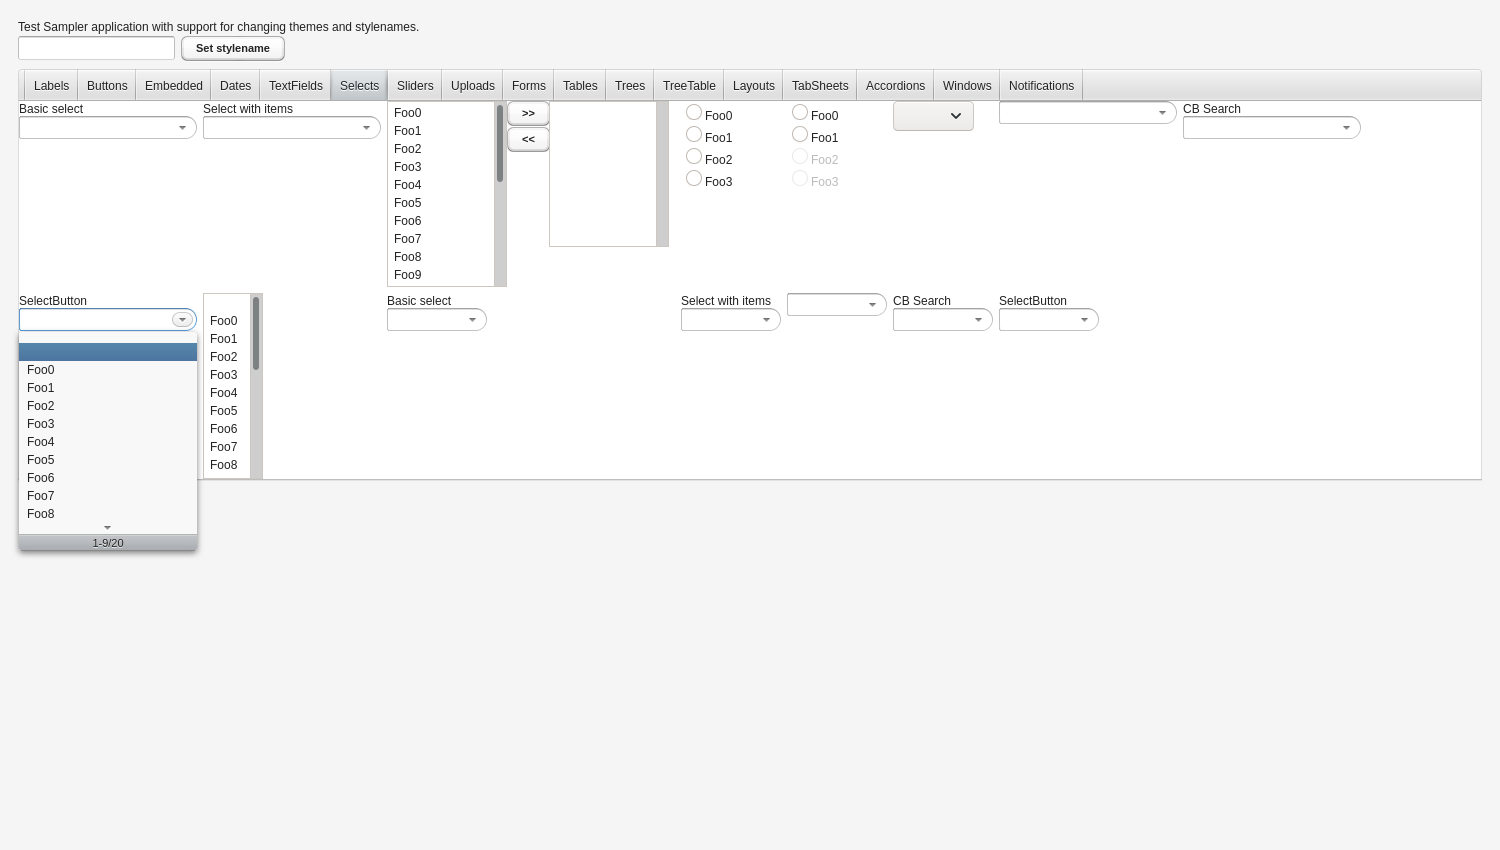 Test Sampler application with support for changing themes and stylenames.
Set stylename
Labels Buttons Embedded Dates TextFields Selects Sliders Uploads Forms Tables Trees TreeTable Layouts TabSheets Accordions Windows Notifications
Basic select
Select with items
Foo0
Foo1
Foo2
Foo3
Foo4
Foo5
Foo6
Foo7
Foo8
Foo9
>>
<<
Foo0
Foo1
Foo2
Foo3
Foo0
Foo1
Foo2
Foo3
CB Search
SelectButton
Foo0
Foo1
Foo2
Foo3
Foo4
Foo5
Foo6
Foo7
Foo8
1-9/20
Foo0
Foo1
Foo2
Foo3
Foo4
Foo5
Foo6
Foo7
Foo8
Basic select
Select with items
CB Search
SelectButton